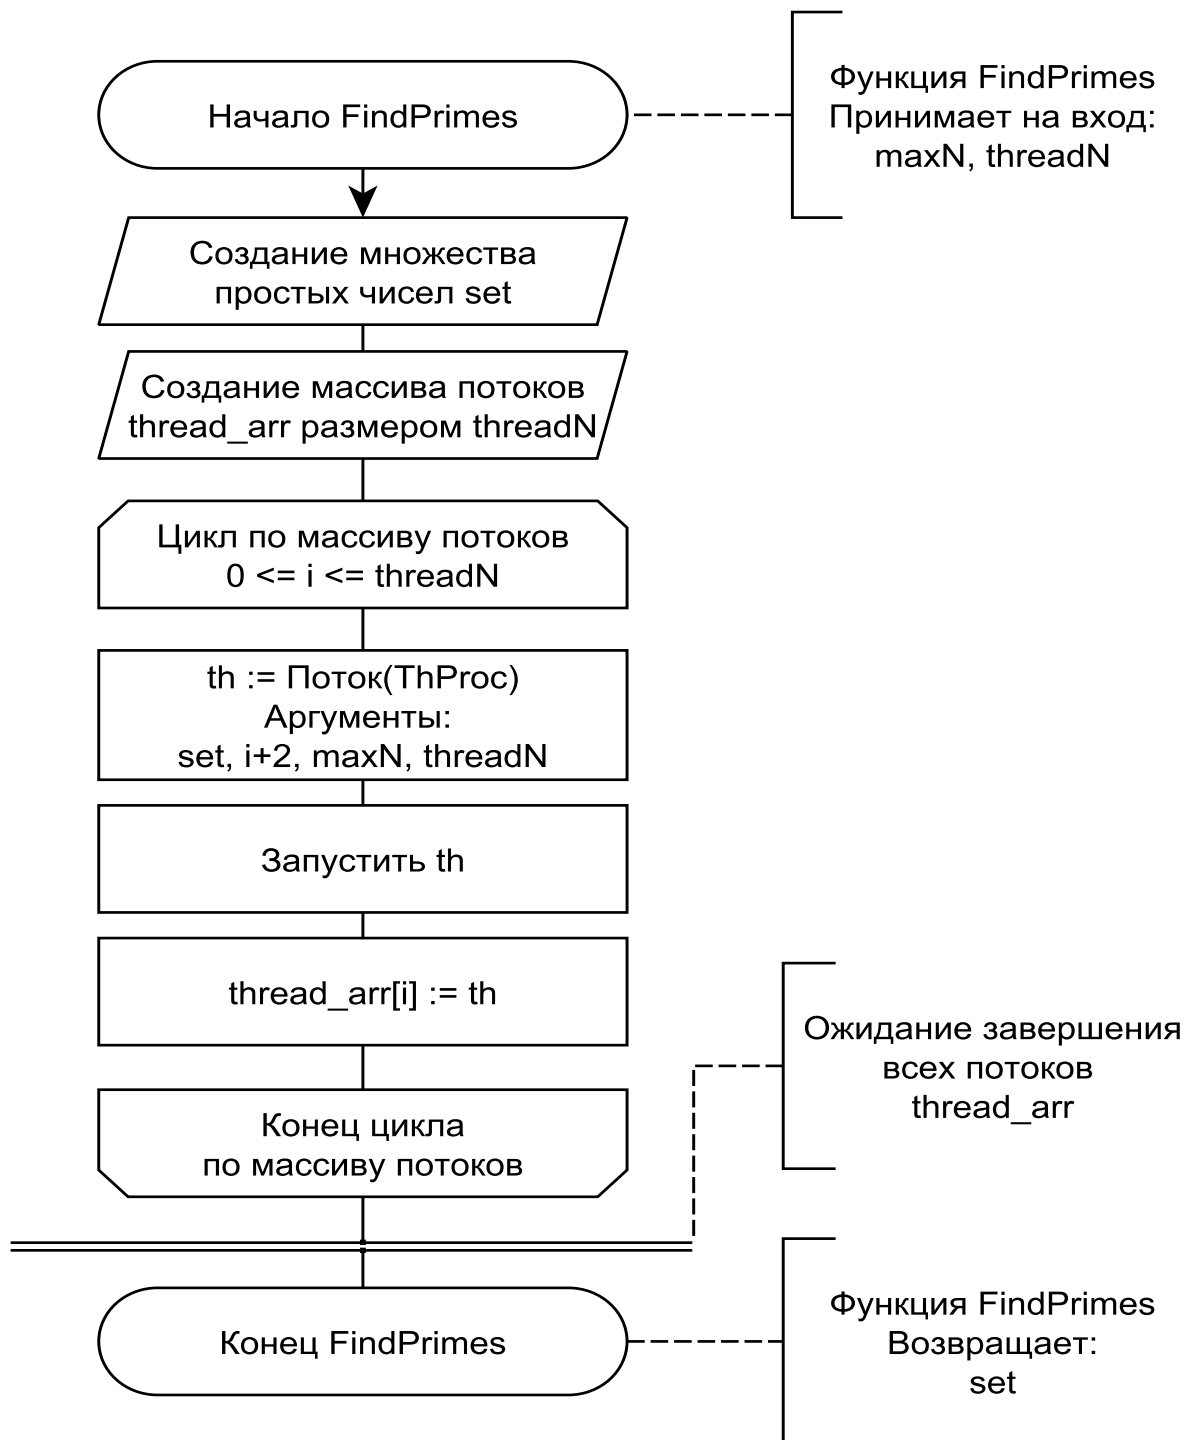 Начало FindPrimes
Функция FindPrimes
Принимает на вход:
maxN, threadN
Создание множества
простых чисел set
Создание массива потоков
thread_arr размером threadN
Цикл по массиву потоков
0 <= i <= threadN
th := Поток(ThProc)
Аргументы:
set, i+2, maxN, threadN
Запустить th
thread_arr[i] := th
Ожидание завершения
всех потоков
thread_arr
Конец цикла
по массиву потоков
Конец FindPrimes
Функция FindPrimes
Возвращает:
set